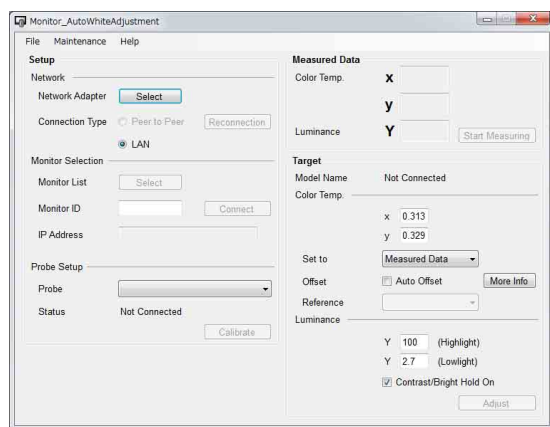 Monitor_AutoWhiteAdjustment
File Maintenance Help
Setup
Network
Network Adapter Select
Connection Type Peer to Peer Reconnection
LAN
Monitor Selection
Monitor List Select
Monitor ID Connect
IP Address
Probe Setup
Probe
Status Not Connected
Calibrate
Measured Data
Color Temp. x
y
Luminance Y Start Measuring
Target
Model Name Not Connected
Color Temp.
x 0.313
y 0.329
Set to Measured Data
Offset Auto Offset More Info
Reference
Luminance
Y 100 (Highlight)
Y 2.7 (Lowlight)
Contrast/Bright Hold On
Adjust